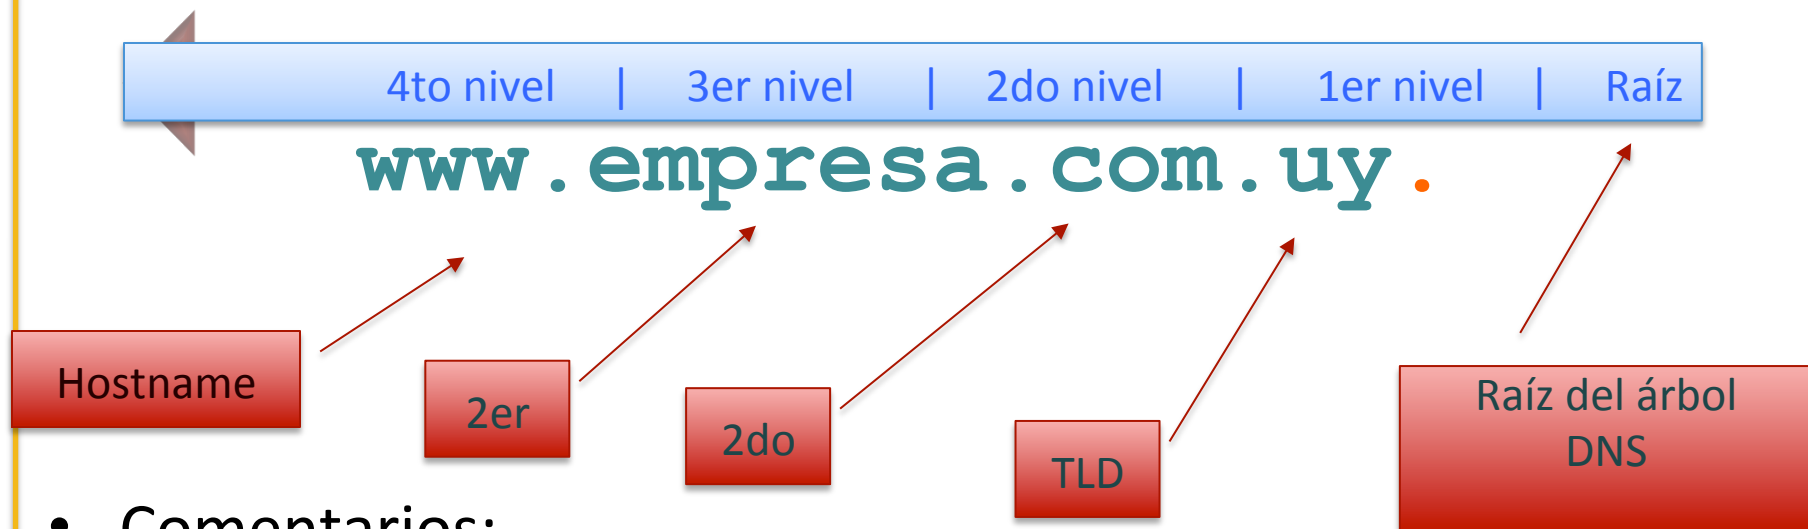 4to nivel | 3er nivel | 2do nivel | 1er nivel | Raíz
www.empresa.com.uy.
Hostname
2er
2do
TLD
Raíz del árbol
DNS
• Comentarios: